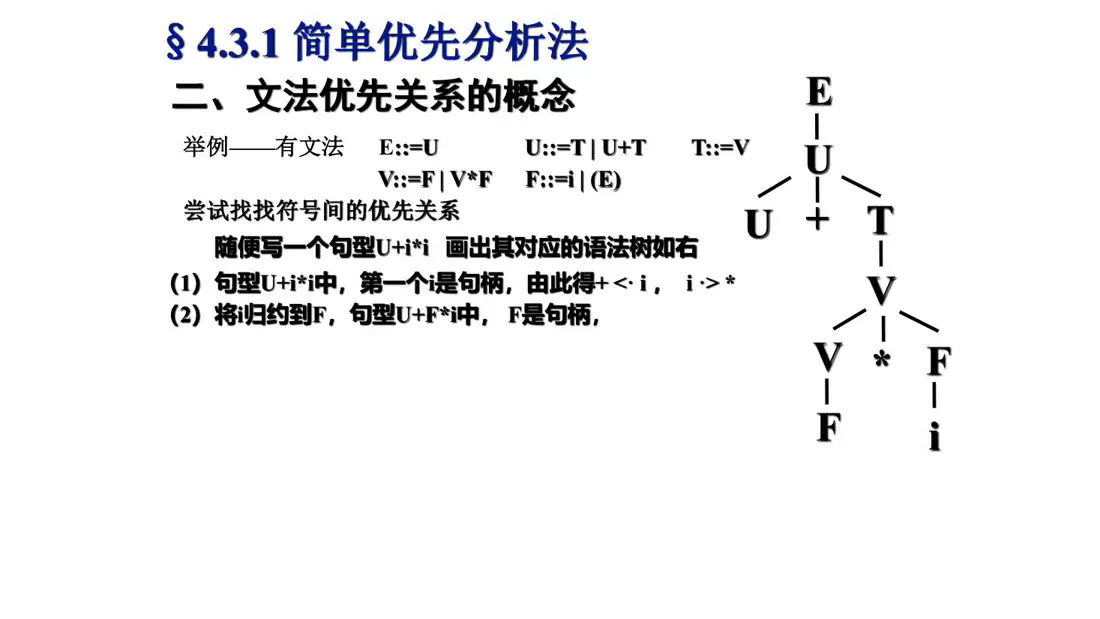 §4.3.1 简单优先分析法
二、文法优先关系的概念
举例——有文法 E::=U U::=T | U+T T::=V
V::=F | V*F F::=i | (E)
尝试找找符号间的优先关系
随便写一个句型U+i*i 画出其对应的语法树如右
（1）句型U+i*i中，第一个i是句柄，由此得+ <· i ， i ·> *
（2）将i归约到F，句型U+F*i中， F是句柄，
E
U
U + T
V
V * F
F i